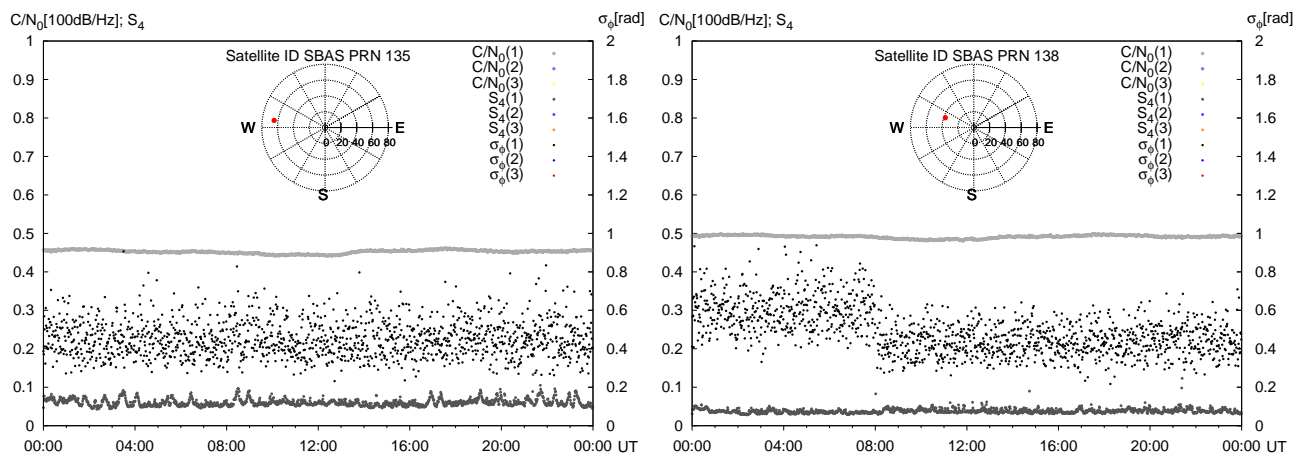 C/N₀[100dB/Hz]; S₄
σϕ[rad]
Satellite ID SBAS PRN 135
C/N₀(1)
C/N₀(2)
C/N₀(3)
S₄(1)
S₄(2)
S₄(3)
σϕ(1)
σϕ(2)
σϕ(3)
W
E
S
0 20 40 60 80
1
0.9
0.8
0.7
0.6
0.5
0.4
0.3
0.2
0.1
0
2
1.8
1.6
1.4
1.2
1
0.8
0.6
0.4
0.2
0
00:00 04:00 08:00 12:00 16:00 20:00 00:00 UT
C/N₀[100dB/Hz]; S₄
σϕ[rad]
Satellite ID SBAS PRN 138
C/N₀(1)
C/N₀(2)
C/N₀(3)
S₄(1)
S₄(2)
S₄(3)
σϕ(1)
σϕ(2)
σϕ(3)
W
E
S
0 20 40 60 80
1
0.9
0.8
0.7
0.6
0.5
0.4
0.3
0.2
0.1
0
2
1.8
1.6
1.4
1.2
1
0.8
0.6
0.4
0.2
0
00:00 04:00 08:00 12:00 16:00 20:00 00:00 UT